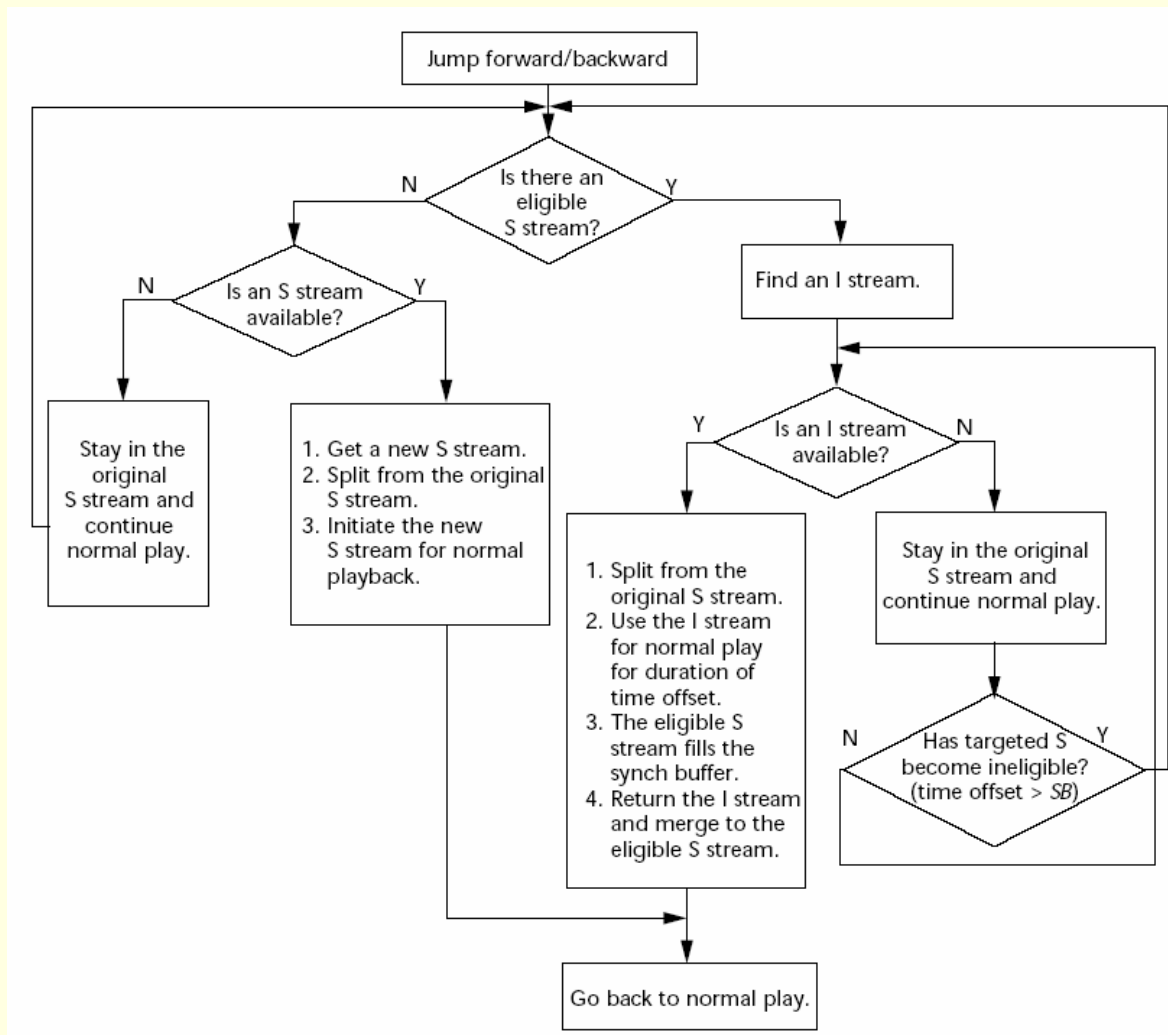 Jump forward/backward
Is there an
eligible
S stream?
N
Y
Is an S stream
available?
N
Y
Find an I stream.
Stay in the
original
S stream and
continue
normal play.
1. Get a new S stream.
2. Split from the original
S stream.
3. Initiate the new
S stream for normal
playback.
Is an I stream
available?
Y
N
1. Split from the
original S stream.
2. Use the I stream
for normal play
for duration of
time offset.
3. The eligible S
stream fills the
synch buffer.
4. Return the I stream
and merge to the
eligible S stream.
Stay in the original
S stream and
continue normal play.
Has targeted S
become ineligible?
(time offset > SB)
N
Y
Go back to normal play.